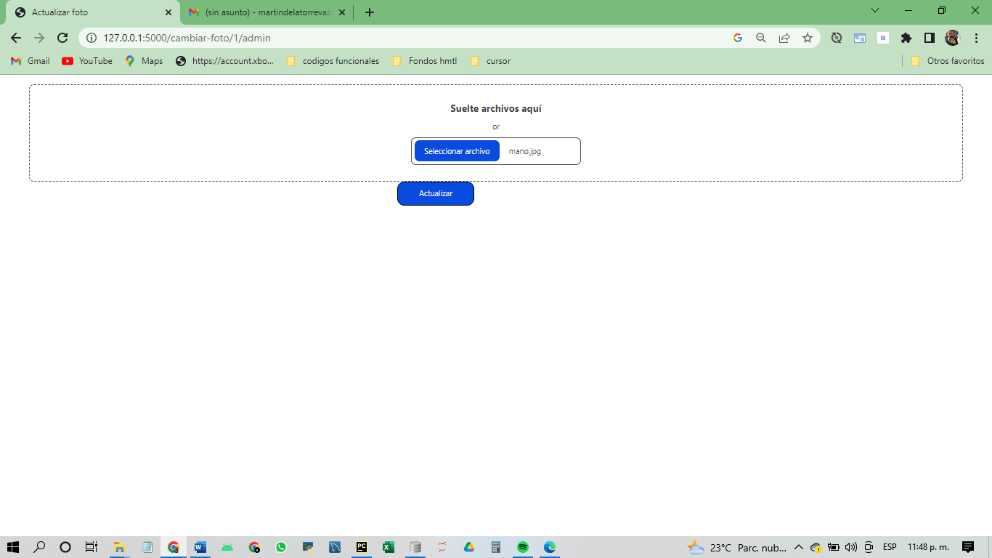 Actualizar foto
(sin asunto) - martindelatorreva
127.0.0.1:5000/cambiar-foto/1/admin
Gmail
YouTube
Maps
https://account.xbo...
codigos funcionales
Fondos hmtl
cursor
Otros favoritos
Suelte archivos aquí
or
Seleccionar archivo
mano.jpg
Actualizar
23°C Parc. nub...
ESP
11:48 p. m.